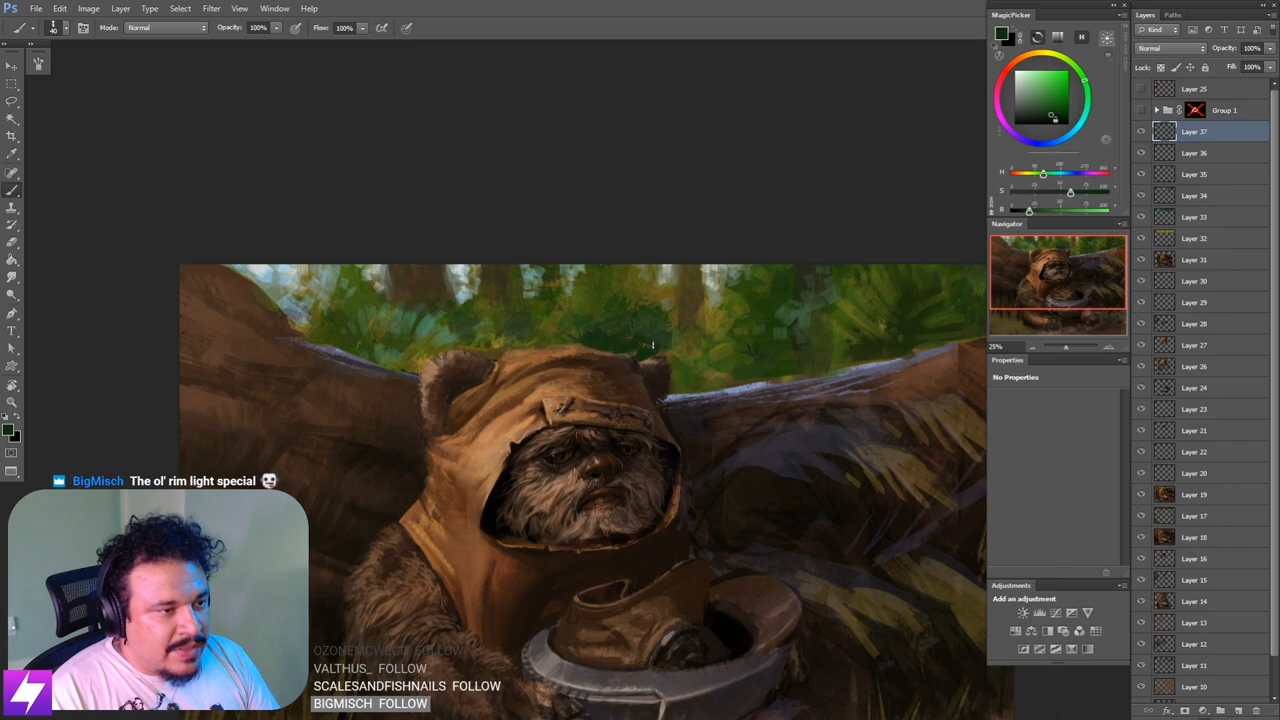 Ps File Edit Image Layer Type Select Filter View Window Help
40 Mode: Normal Opacity: 100% Flow: 100%
MagicPicker
H
H
S
B
Navigator
25%
Properties
No Properties
Adjustments
Add an adjustment
Layers Paths
Kind
Normal Opacity: 100%
Lock: Fill: 100%
Layer 25
Group 1
Layer 37
Layer 36
Layer 35
Layer 34
Layer 33
Layer 32
Layer 31
Layer 30
Layer 29
Layer 28
Layer 27
Layer 26
Layer 24
Layer 23
Layer 21
Layer 22
Layer 20
Layer 19
Layer 17
Layer 18
Layer 16
Layer 15
Layer 14
Layer 13
Layer 12
Layer 11
Layer 10
BigMisch The ol' rim light special
OZONEMCWEGO FOLLOW
VALTHUS_ FOLLOW
SCALESANDFISHNAILS FOLLOW
BIGMISCH FOLLOW